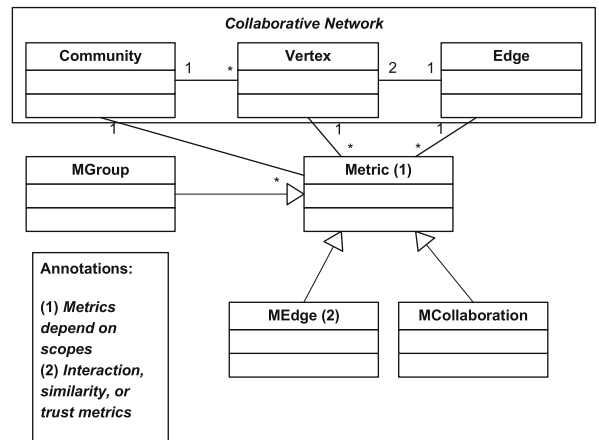 Collaborative Network
Community
Vertex
Edge
1
*
2
1
1
1
1
*
*
MGroup
*
Metric (1)
Annotations:
(1) Metrics
depend on
scopes
(2) Interaction,
similarity, or
trust metrics
MEdge (2)
MCollaboration